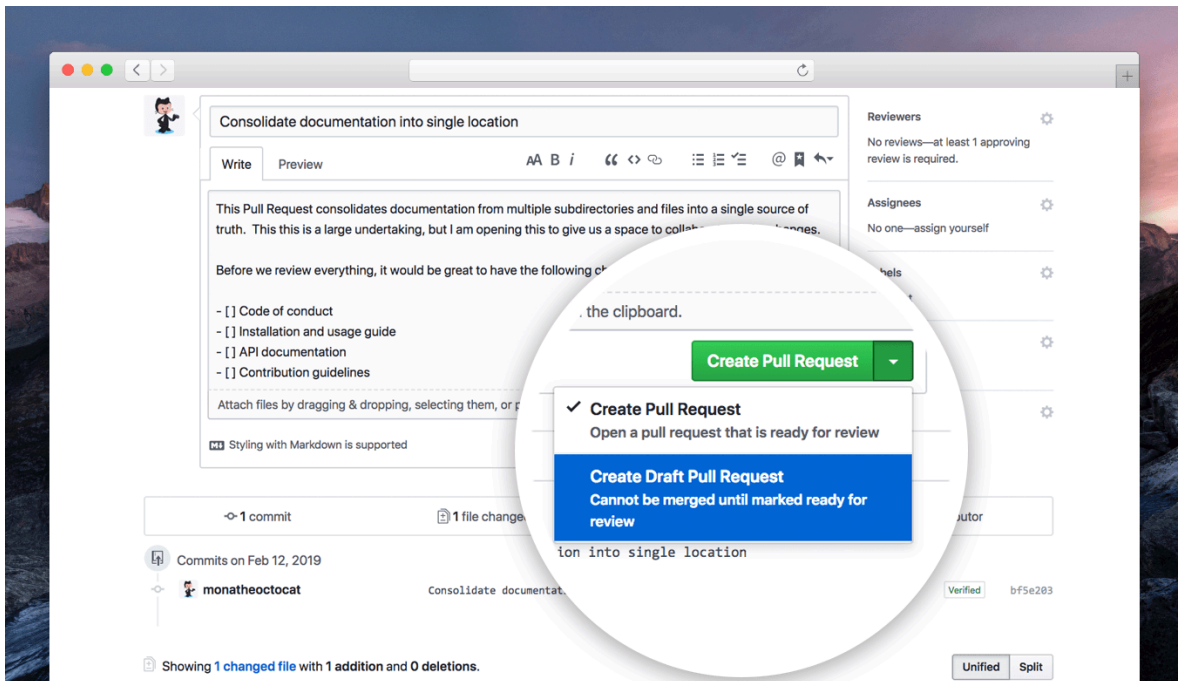 Consolidate documentation into single location
Reviewers
No reviews—at least 1 approving
review is required.
Write Preview
AA B i
Assignees
No one—assign yourself
This Pull Request consolidates documentation from multiple subdirectories and files into a single source of
truth. This this is a large undertaking, but I am opening this to give us a space to
Before we review everything, it would be great to have the following
- [ ] Code of conduct
- [ ] Installation and usage guide
- [ ] API documentation
- [ ] Contribution guidelines
Attach files by dragging & dropping, selecting them, or
Styling with Markdown is supported
the clipboard.
Create Pull Request
✓ Create Pull Request
Open a pull request that is ready for review
Create Draft Pull Request
Cannot be merged until marked ready for
review
into single location
1 commit
1 file
Commits on Feb 12, 2019
monatheoctocat
Consolidate
Verified
bf5e203
Showing 1 changed file with 1 addition and 0 deletions.
Unified Split